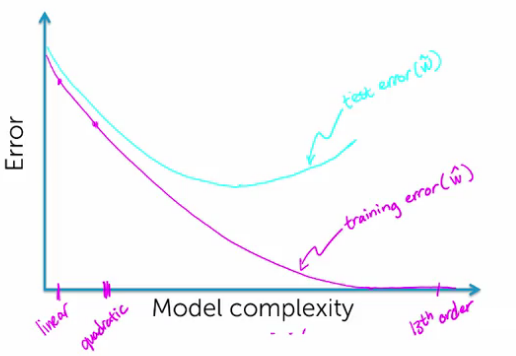 test error(ŵ)
Error
training error(ŵ)
linear
quadratic
Model complexity
13th order